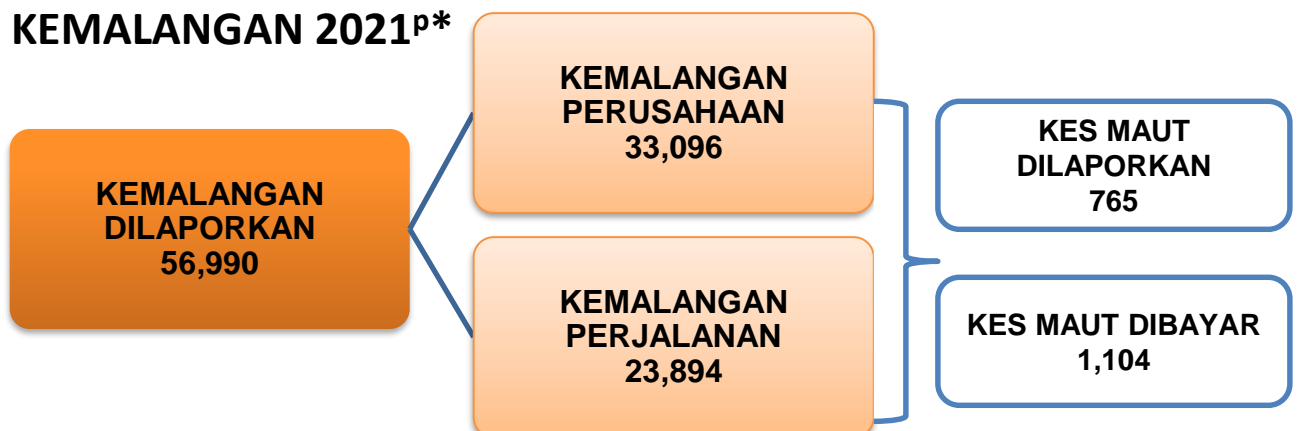 KEMALANGAN 2021ᵖ*
KEMALANGAN
DILAPORKAN
56,990
KEMALANGAN
PERUSAHAAN
33,096
KEMALANGAN
PERJALANAN
23,894
KES MAUT
DILAPORKAN
765
KES MAUT DIBAYAR
1,104